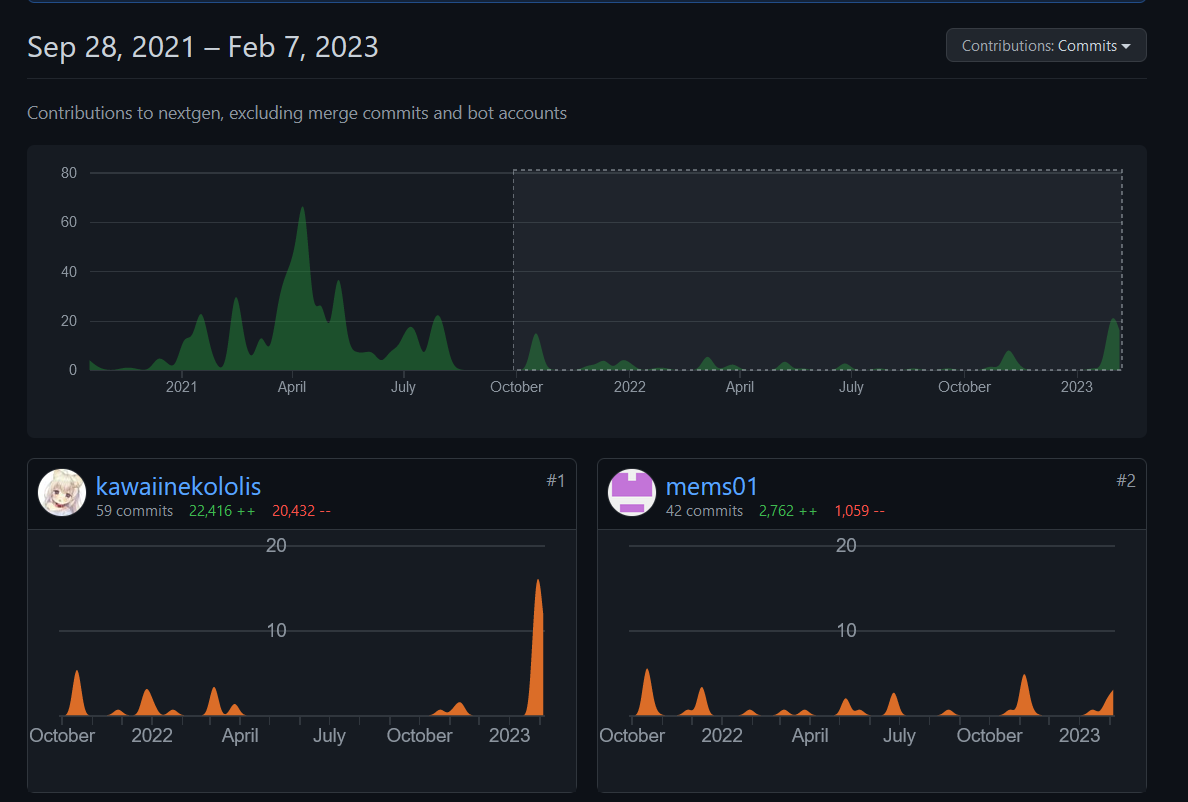 Sep 28, 2021 – Feb 7, 2023
Contributions: Commits
Contributions to nextgen, excluding merge commits and bot accounts
80
60
40
20
0
2021 April July October 2022 April July October 2023
kawaiinekololis #1
59 commits 22,416 ++ 20,432 --
20
10
October 2022 April July October 2023
mems01 #2
42 commits 2,762 ++ 1,059 --
20
10
October 2022 April July October 2023